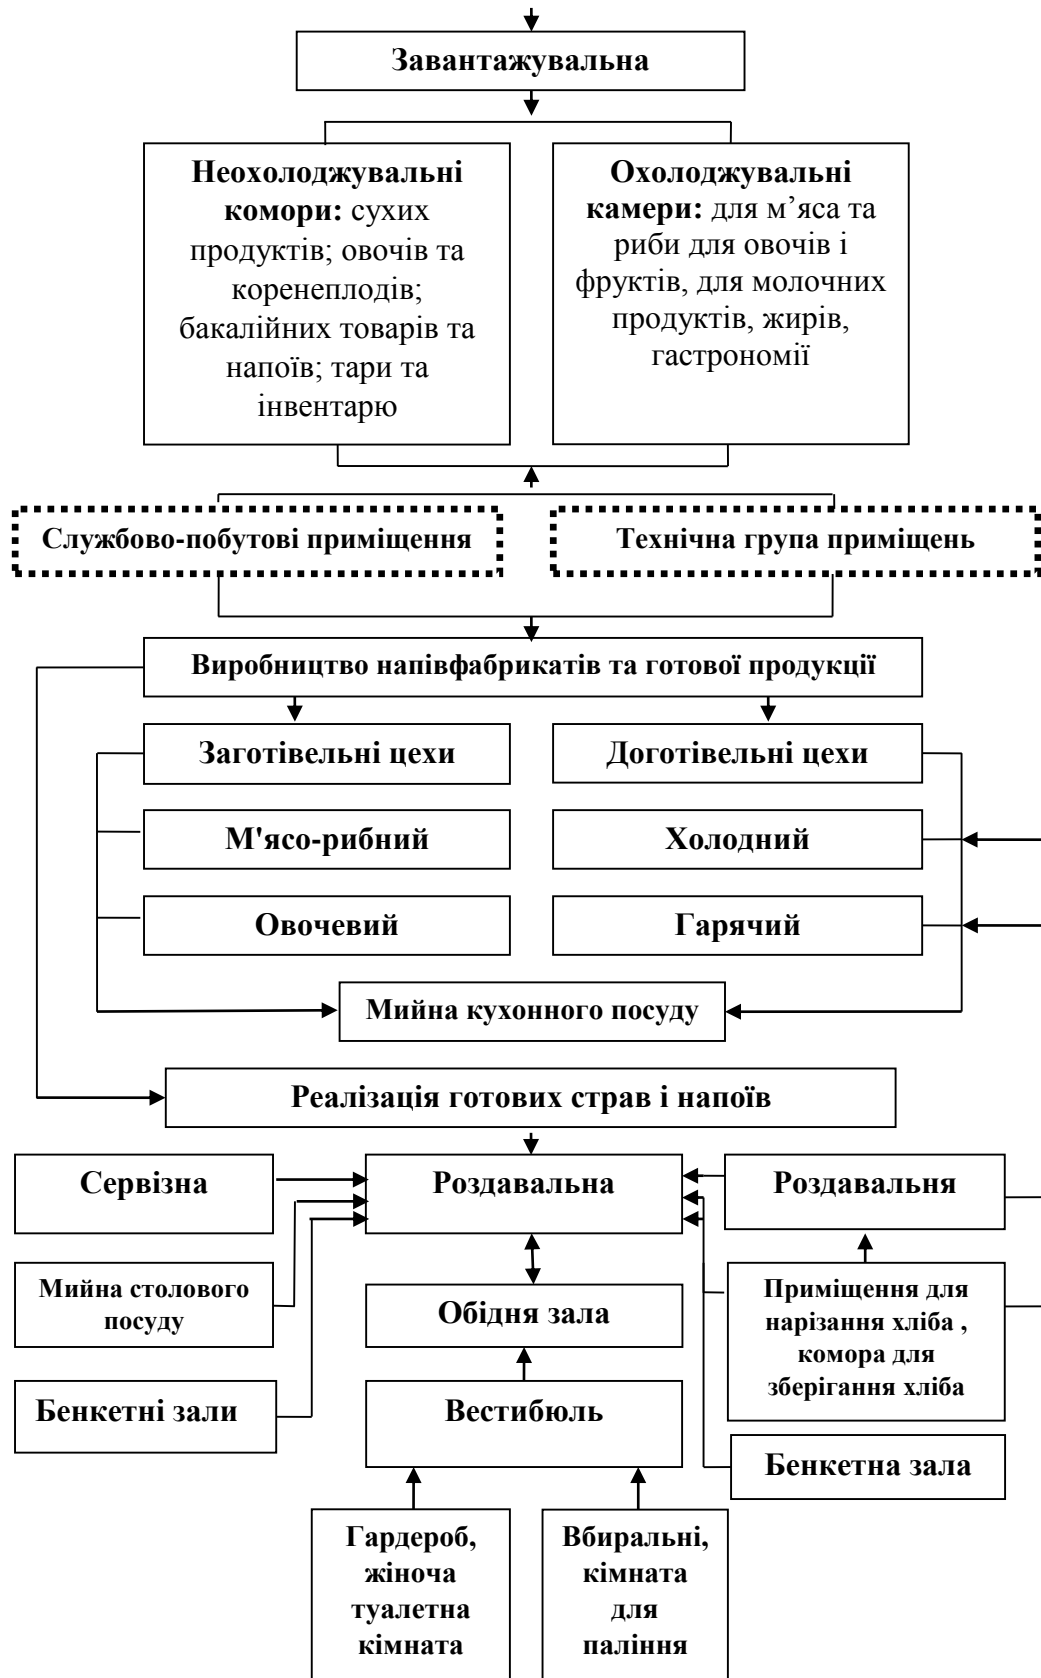 Завантажувальна
Неохолоджувальні
комори: сухих
продуктів; овочів та
коренеплодів;
бакалійних товарів та
напоїв; тари та
інвентарю
Охолоджувальні
камери: для м’яса та
риби для овочів і
фруктів, для молочних
продуктів, жирів,
гастрономії
Службово-побутові приміщення
Технічна група приміщень
Виробництво напівфабрикатів та готової продукції
Заготівельні цехи
Доготівельні цехи
М'ясо-рибний
Холодний
Овочевий
Гарячий
Мийна кухонного посуду
Реалізація готових страв і напоїв
Сервізна
Роздавальна
Роздавальня
Мийна столового
посуду
Обідня зала
Приміщення для
нарізання хліба ,
комора для
зберігання хліба
Бенкетні зали
Вестибюль
Бенкетна зала
Гардероб,
жіноча
туалетна
кімната
Вбиральні,
кімната
для
паління